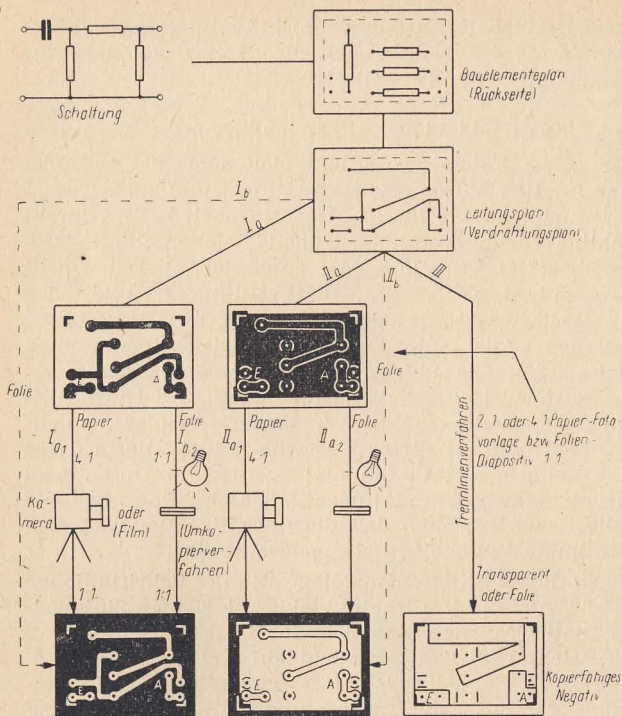 Schaltung
Bauelementeplan
(Rückseite)
Leitungsplan
(Verdrahtungsplan)
I b
I a
II a
II b
III
Folie
E
A
E
A
Folie
Papier
Folie
Papier
Folie
I a1
4:1
1:1
I a2
II a1
4:1
II a2
Trennlinienverfahren
2:1 oder 4:1 Papier-Foto-
vorlage bzw. Folien-
Diapositiv 1:1
Ka-
mera
oder
(Film)
(Umko-
pierver-
fahren)
1:1
1:1
Transparent
oder Folie
E
A
E
A
E
A
Kopierfähiges
Negativ